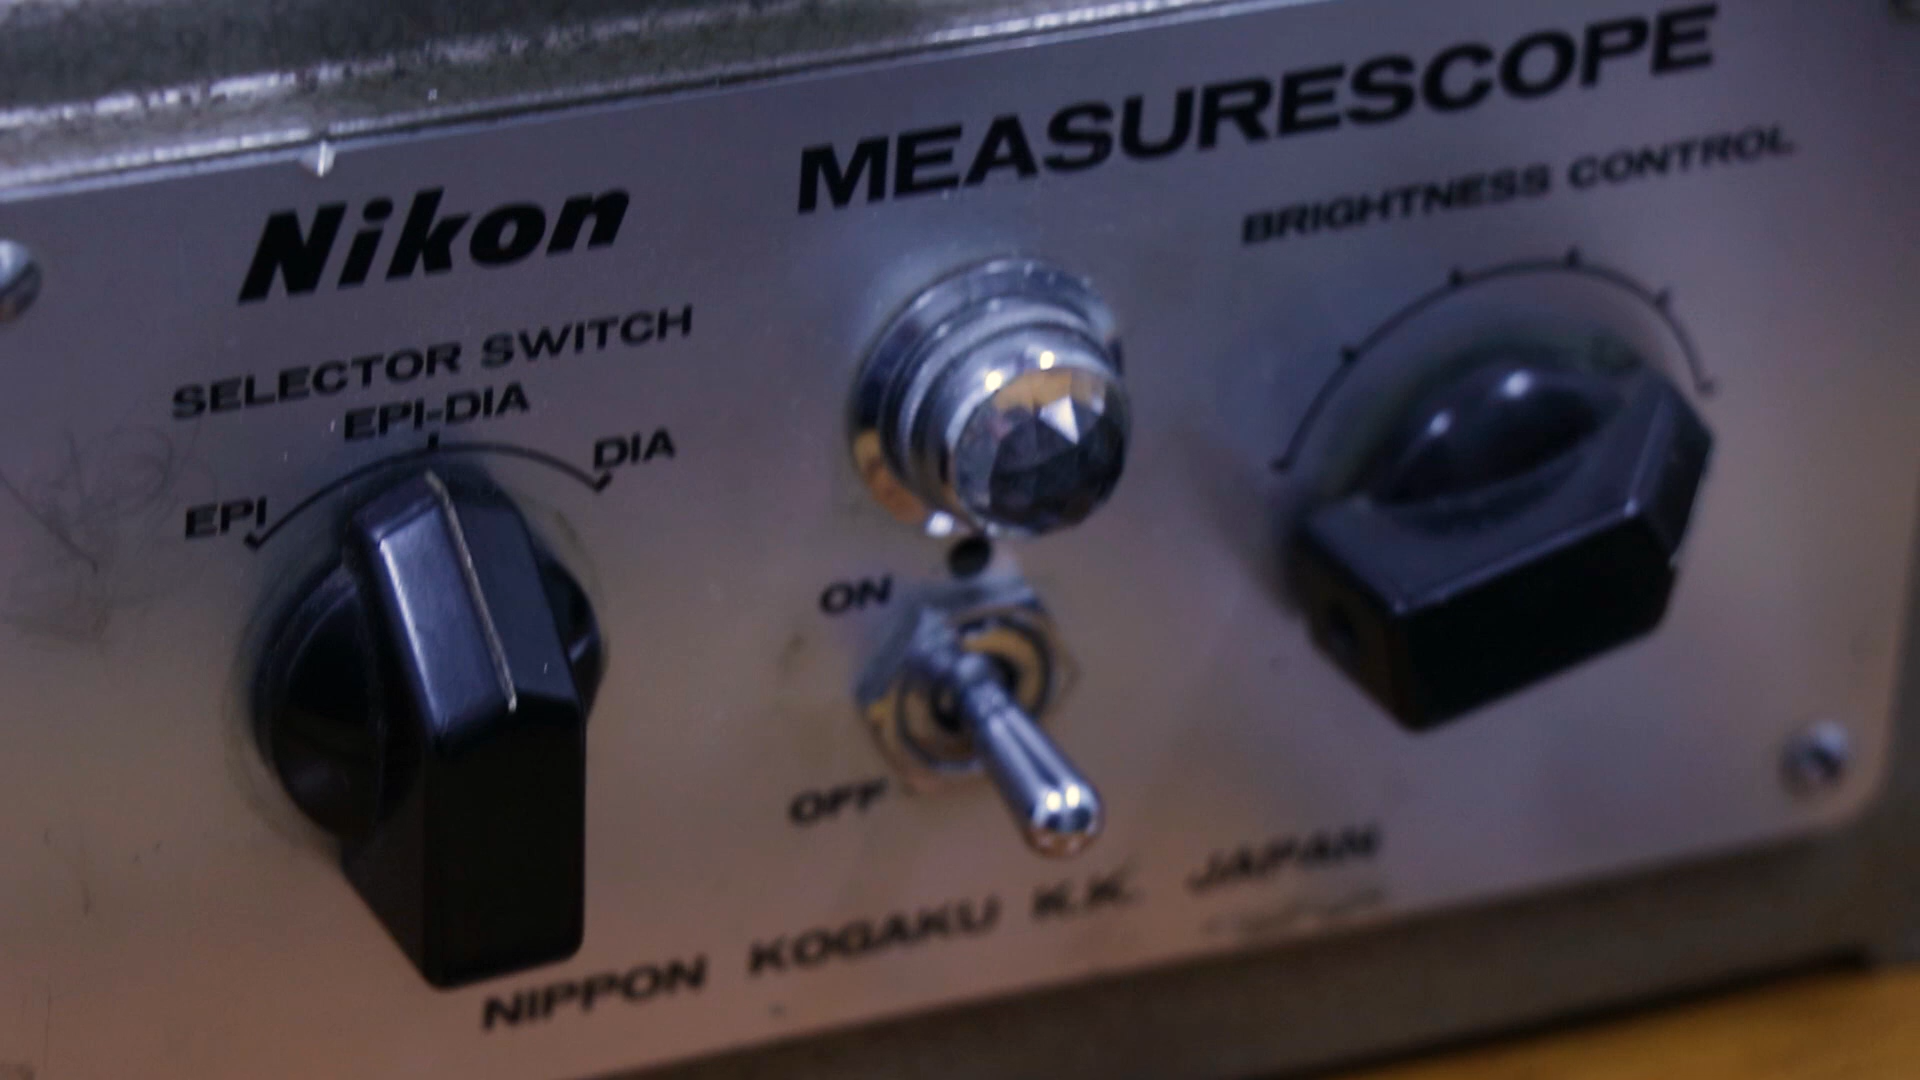 Nikon
MEASURESCOPE
SELECTOR SWITCH
EPI-DIA
EPI
DIA
BRIGHTNESS CONTROL
ON
OFF
NIPPON KOGAKU K.K. JAPAN